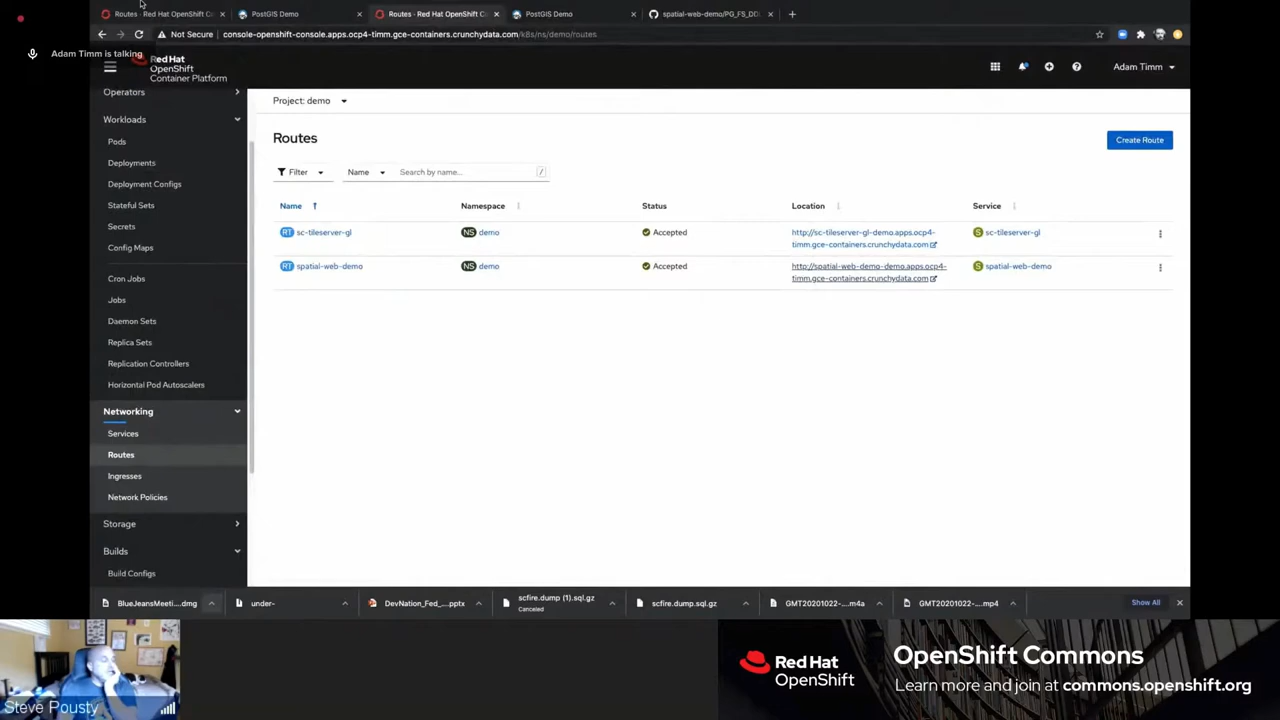 Routes · Red Hat OpenShift C
PostGIS Demo
Routes · Red Hat OpenShift Co
PostGIS Demo
spatial-web-demo/PG_FS_DD
Not Secure
console-openshift-console.apps.ocp4-timm.gce-containers.crunchydata.com/k8s/ns/demo/routes
Adam Timm is talking
Red Hat
OpenShift
Container Platform
Adam Timm
Operators
Workloads
Pods
Deployments
Deployment Configs
Stateful Sets
Secrets
Config Maps
Cron Jobs
Jobs
Daemon Sets
Replica Sets
Replication Controllers
Horizontal Pod Autoscalers
Networking
Services
Routes
Ingresses
Network Policies
Storage
Builds
Build Configs
Project: demo
Routes
Create Route
Filter
Name
Search by name...
/
Name
Namespace
Status
Location
Service
RT sc-tileserver-gl
NS demo
Accepted
http://sc-tileserver-gl-demo.apps.ocp4-
timm.gce-containers.crunchydata.com
S sc-tileserver-gl
RT spatial-web-demo
NS demo
Accepted
http://spatial-web-demo-demo.apps.ocp4-
timm.gce-containers.crunchydata.com
S spatial-web-demo
BlueJeansMeeti....dmg
under-
DevNation_Fed_....pptx
scfire.dump (1).sql.gz
Canceled
scfire.dump.sql.gz
GMT20201022-....m4a
GMT20201022-....mp4
Show All
Steve Pousty
Red Hat
OpenShift
OpenShift Commons
Learn more and join at commons.openshift.org